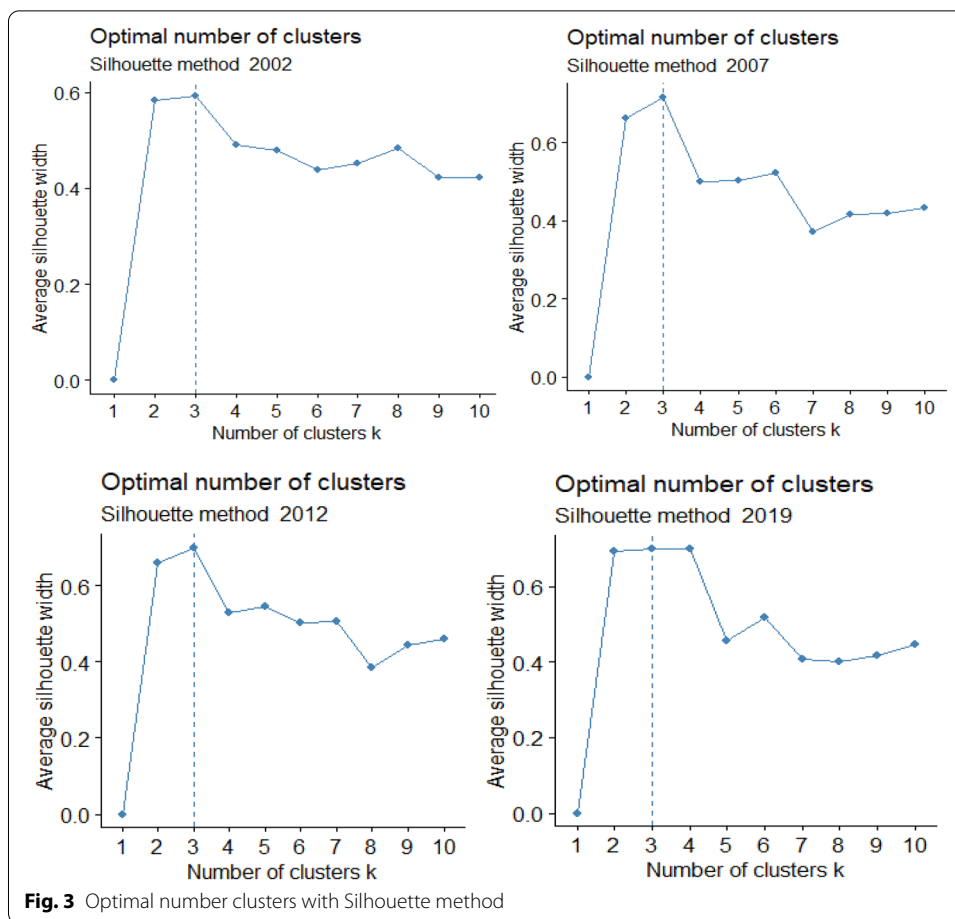 Optimal number of clusters
Silhouette method 2002
Average silhouette width
0.6
0.4
0.2
0.0
1 2 3 4 5 6 7 8 9 10
Number of clusters k
Optimal number of clusters
Silhouette method 2007
Average silhouette width
0.6
0.4
0.2
0.0
1 2 3 4 5 6 7 8 9 10
Number of clusters k
Optimal number of clusters
Silhouette method 2012
Average silhouette width
0.6
0.4
0.2
0.0
1 2 3 4 5 6 7 8 9 10
Number of clusters k
Optimal number of clusters
Silhouette method 2019
Average silhouette width
0.6
0.4
0.2
0.0
1 2 3 4 5 6 7 8 9 10
Number of clusters k
Fig. 3 Optimal number clusters with Silhouette method